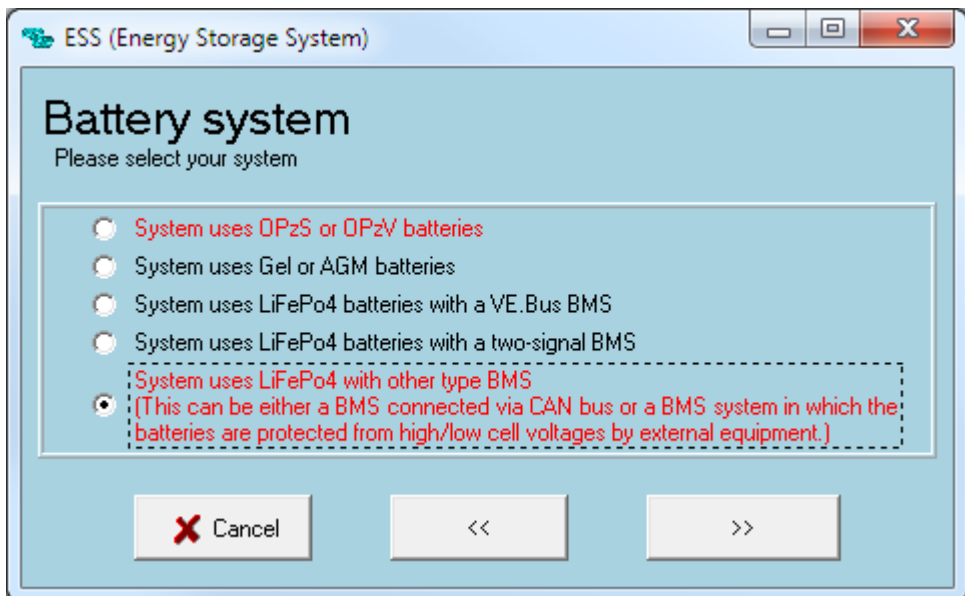 ESS (Energy Storage System)
Battery system
Please select your system
System uses OPzS or OPzV batteries
System uses Gel or AGM batteries
System uses LiFePo4 batteries with a VE.Bus BMS
System uses LiFePo4 batteries with a two-signal BMS
System uses LiFePo4 with other type BMS
(This can be either a BMS connected via CAN bus or a BMS system in which the
batteries are protected from high/low cell voltages by external equipment.)
Cancel
<<
>>